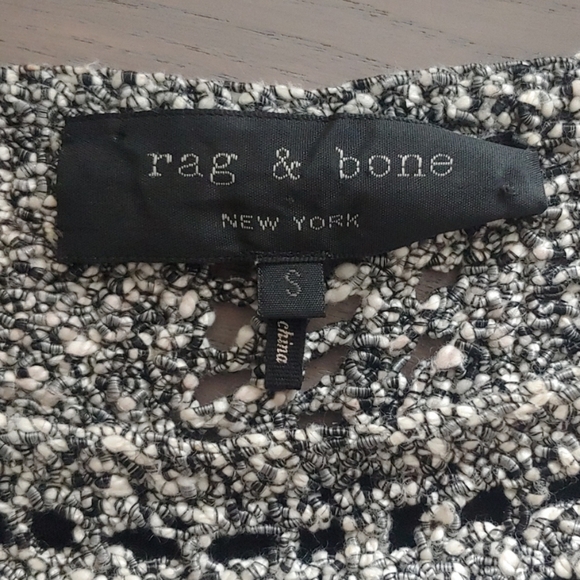 rag & bone
NEW YORK
S
china